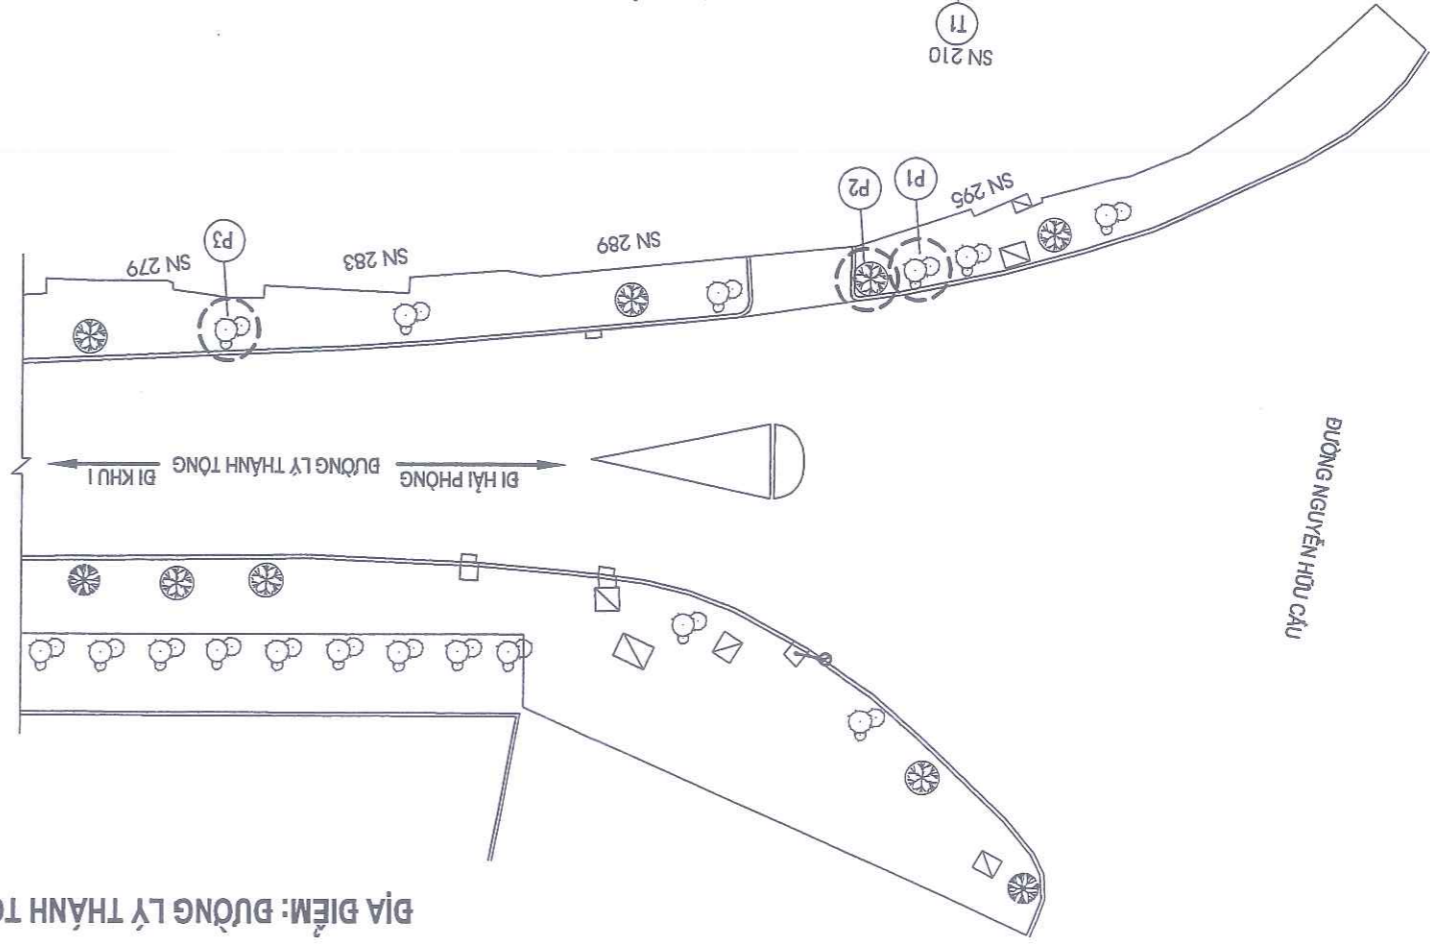 ĐỊA ĐIỂM: ĐƯỜNG LÝ THÁNH TÔ
ĐƯỜNG NGUYỄN HỮU CẦU
ĐI HẢI PHÒNG
ĐƯỜNG LÝ THÁNH TÔNG
ĐI KHU I
SN 279
SN 283
SN 289
SN 295
P3
P2
P1
SN 210
T1